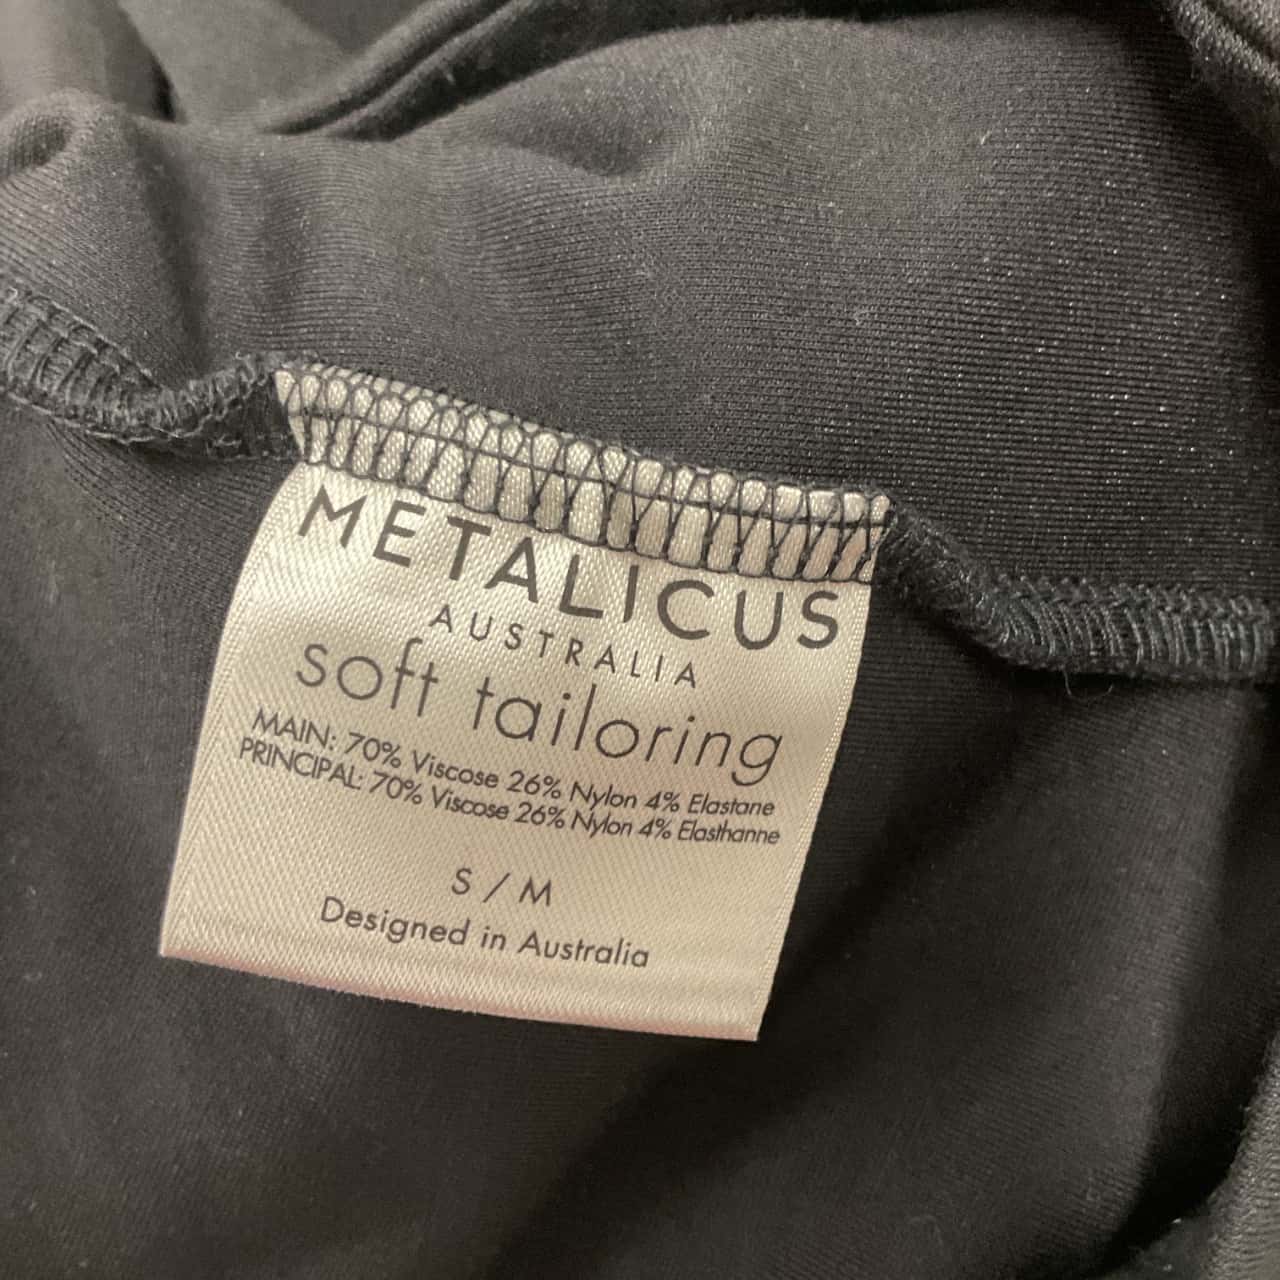 METALICUS
AUSTRALIA
soft tailoring
MAIN: 70% Viscose 26% Nylon 4% Elastane
PRINCIPAL: 70% Viscose 26% Nylon 4% Elasthanne
S / M
Designed in Australia